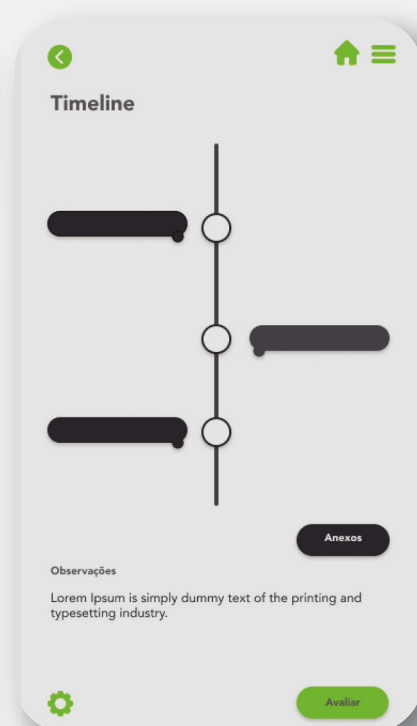 Timeline
Anexos
Observações
Lorem Ipsum is simply dummy text of the printing and
typesetting industry.
Avaliar